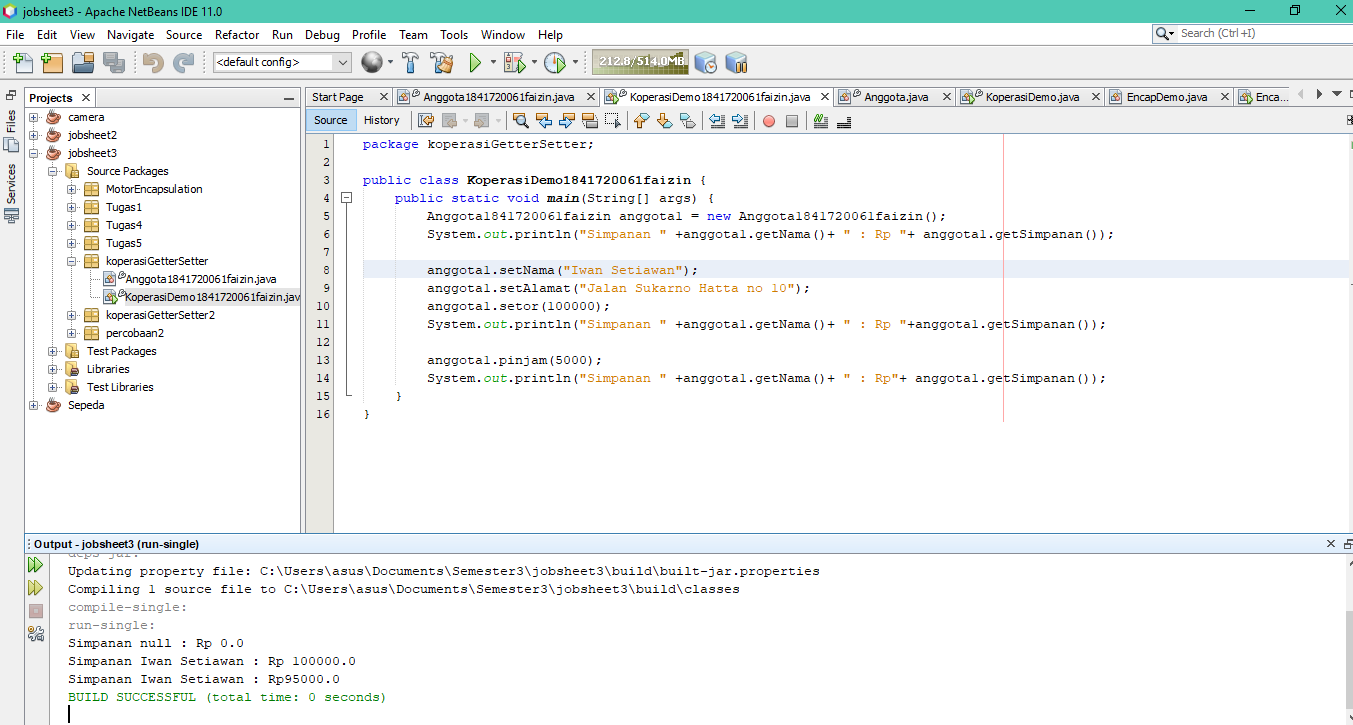 jobsheet3 - Apache NetBeans IDE 11.0
File Edit View Navigate Source Refactor Run Debug Profile Team Tools Window Help
Search (Ctrl+I)
<default config>
212.8/514.0MB
Files
Services
Projects
camera
jobsheet2
jobsheet3
Source Packages
MotorEncapsulation
Tugas1
Tugas4
Tugas5
koperasiGetterSetter
Anggota1841720061faizin.java
KoperasiDemo1841720061faizin.jav
koperasiGetterSetter2
percobaan2
Test Packages
Libraries
Test Libraries
Sepeda
Start Page Anggota1841720061faizin.java KoperasiDemo1841720061faizin.java Anggota.java KoperasiDemo.java EncapDemo.java Enca...
Source History
1 package koperasiGetterSetter;
2
3 public class KoperasiDemo1841720061faizin {
4 public static void main(String[] args) {
5 Anggota1841720061faizin anggota1 = new Anggota1841720061faizin();
6 System.out.println("Simpanan " +anggota1.getNama()+ " : Rp "+ anggota1.getSimpanan());
7
8 anggota1.setNama("Iwan Setiawan");
9 anggota1.setAlamat("Jalan Sukarno Hatta no 10");
10 anggota1.setor(100000);
11 System.out.println("Simpanan " +anggota1.getNama()+ " : Rp "+anggota1.getSimpanan());
12
13 anggota1.pinjam(5000);
14 System.out.println("Simpanan " +anggota1.getNama()+ " : Rp"+ anggota1.getSimpanan());
15 }
16 }
Output - jobsheet3 (run-single)
deps-jar:
Updating property file: C:\Users\asus\Documents\Semester3\jobsheet3\build\built-jar.properties
Compiling 1 source file to C:\Users\asus\Documents\Semester3\jobsheet3\build\classes
compile-single:
run-single:
Simpanan null : Rp 0.0
Simpanan Iwan Setiawan : Rp 100000.0
Simpanan Iwan Setiawan : Rp95000.0
BUILD SUCCESSFUL (total time: 0 seconds)